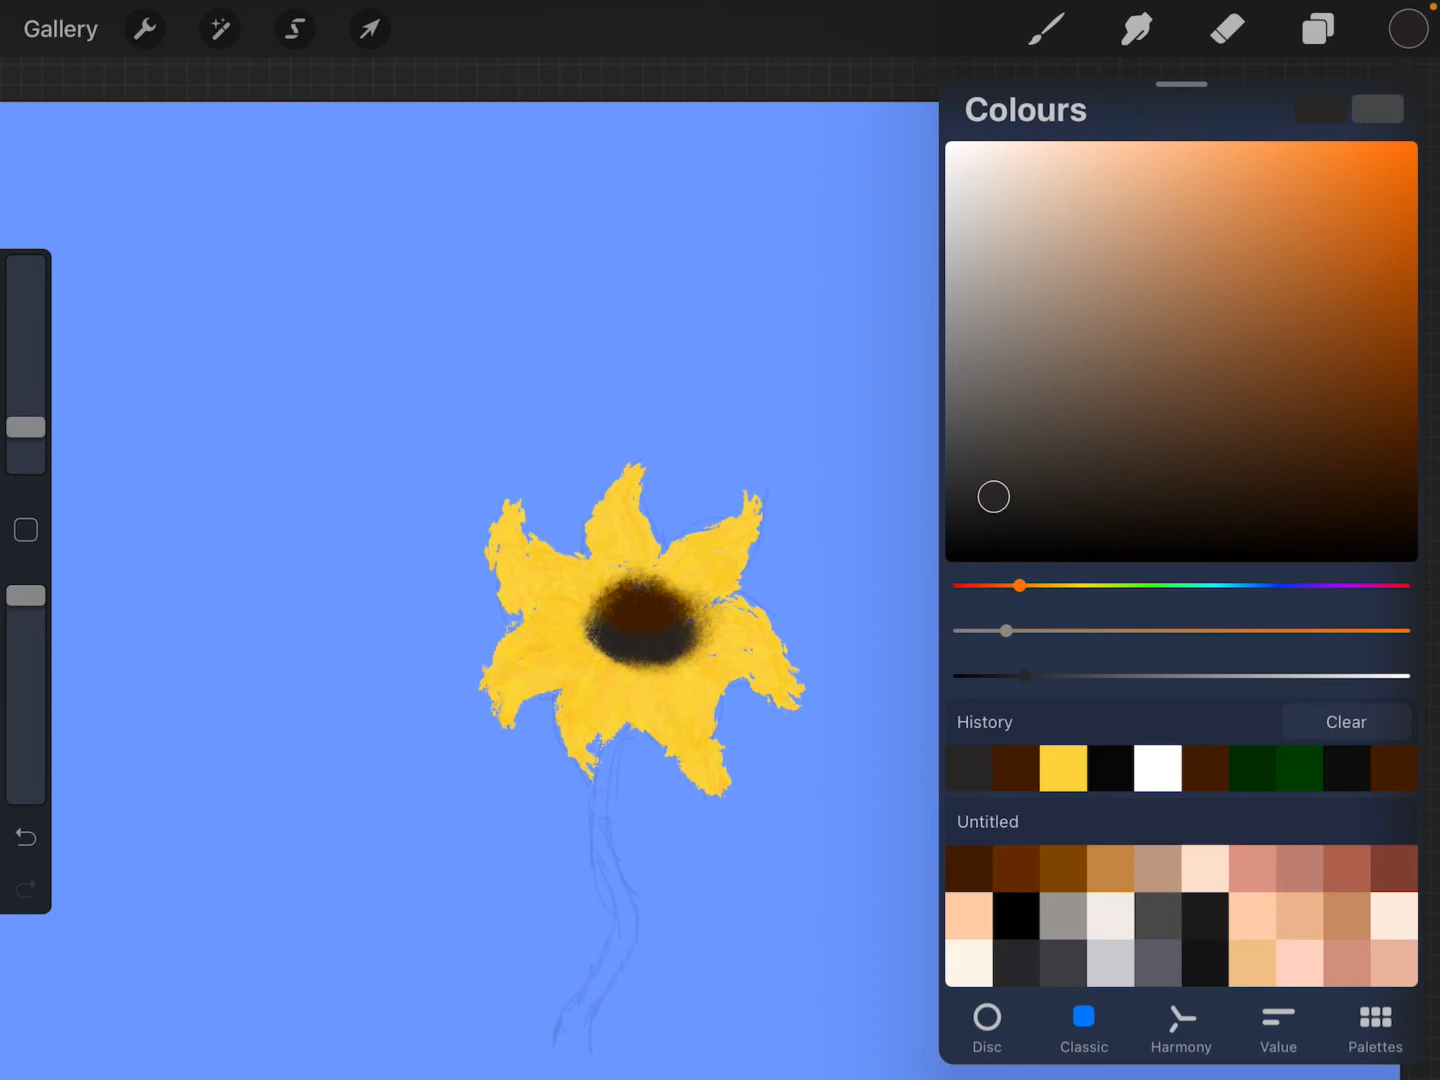 Gallery
Colours
History
Clear
Untitled
Disc
Classic
Harmony
Value
Palettes